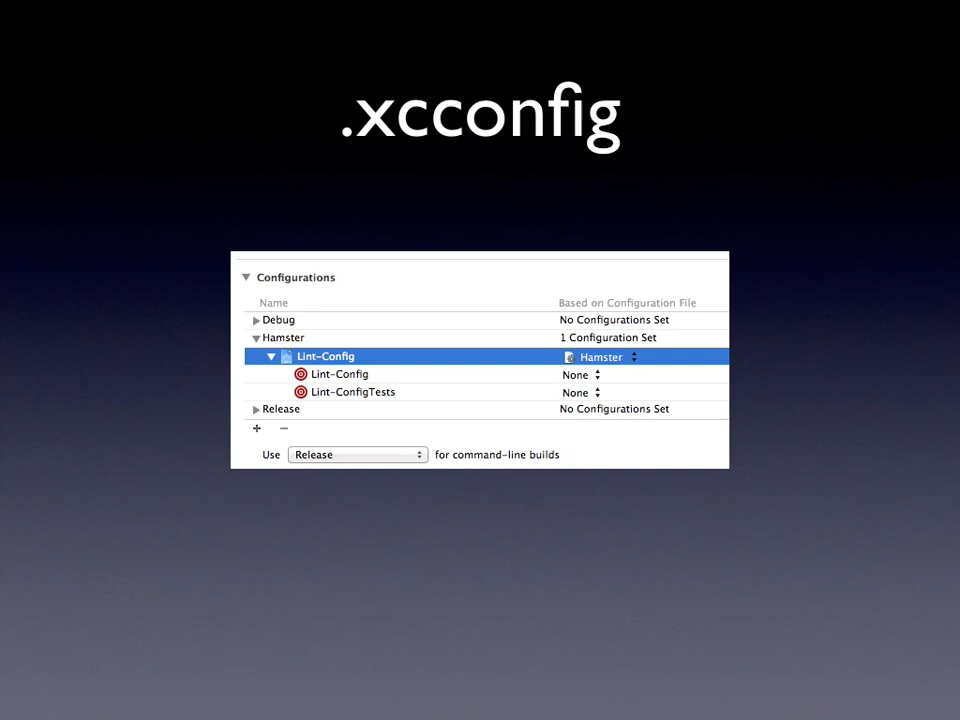 .xcconfig
Configurations
Name Based on Configuration File
Debug No Configurations Set
Hamster 1 Configuration Set
Lint-Config Hamster
Lint-Config None
Lint-ConfigTests None
Release No Configurations Set
+ −
Use Release for command-line builds